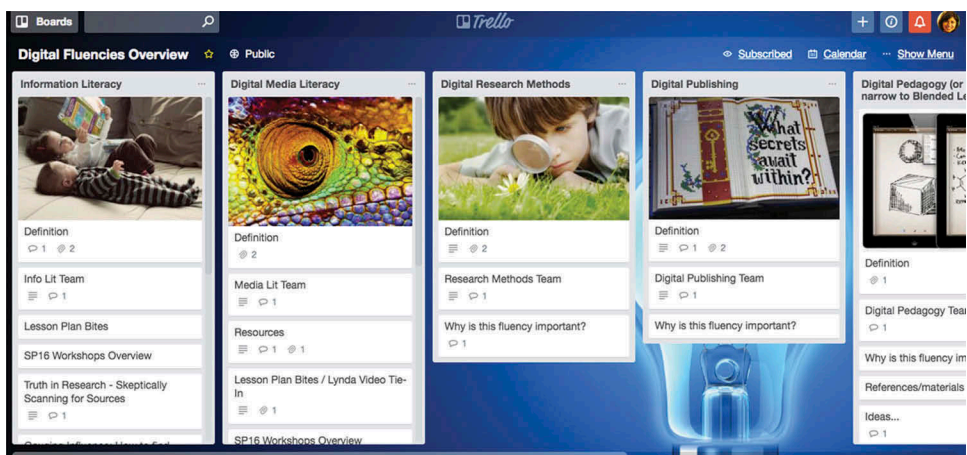 Boards
Trello
Digital Fluencies Overview
Public
Subscribed
Calendar
... Show Menu
Information Literacy ...
Definition
1 2
Info Lit Team
1
Lesson Plan Bites
SP16 Workshops Overview
Truth in Research - Skeptically
Scanning for Sources
1
Digital Media Literacy ...
Definition
2
Media Lit Team
1
Resources
1 1
Lesson Plan Bites / Lynda Video Tie-
In
1
SP16 Workshops Overview
Digital Research Methods ...
Definition
2
Research Methods Team
1
Why is this fluency important?
1
Digital Publishing ...
What
secrets
await
within?
Definition
1 2
Digital Publishing Team
1
Why is this fluency important?
Digital Pedagogy (or
narrow to Blended Le
Definition
1
Digital Pedagogy Tear
1
Why is this fluency im
References/materials
Ideas...
1